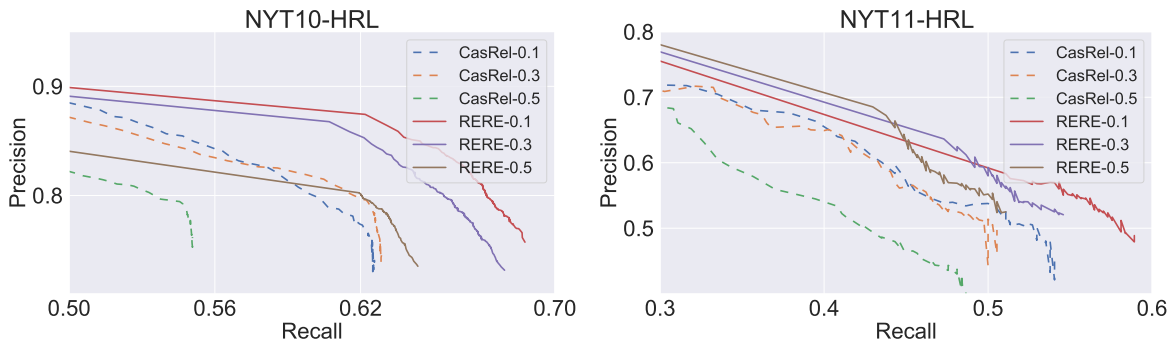 NYT10-HRL
Precision
0.9
0.8
0.50
0.56
0.62
0.70
Recall
CasRel-0.1
CasRel-0.3
CasRel-0.5
RERE-0.1
RERE-0.3
RERE-0.5
NYT11-HRL
Precision
0.8
0.7
0.6
0.5
0.3
0.4
0.5
0.6
Recall
CasRel-0.1
CasRel-0.3
CasRel-0.5
RERE-0.1
RERE-0.3
RERE-0.5